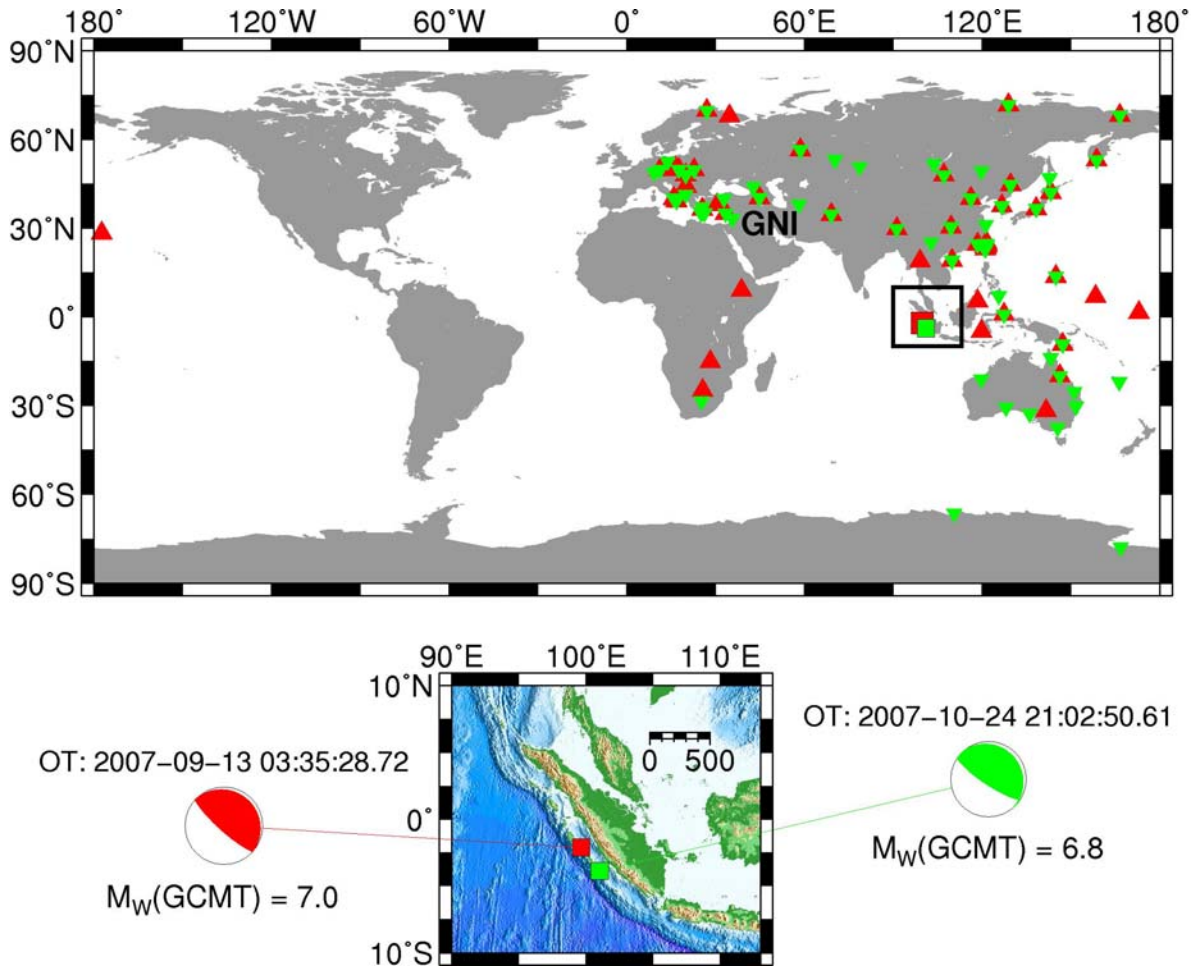 180˚ 120˚W 60˚W 0˚ 60˚E 120˚E 180˚
90˚N
60˚N
30˚N
0˚
30˚S
60˚S
90˚S
GNI
90˚E 100˚E 110˚E
10˚N
0˚
10˚S
0 500
OT: 2007−09−13 03:35:28.72
MW(GCMT) = 7.0
OT: 2007−10−24 21:02:50.61
MW(GCMT) = 6.8